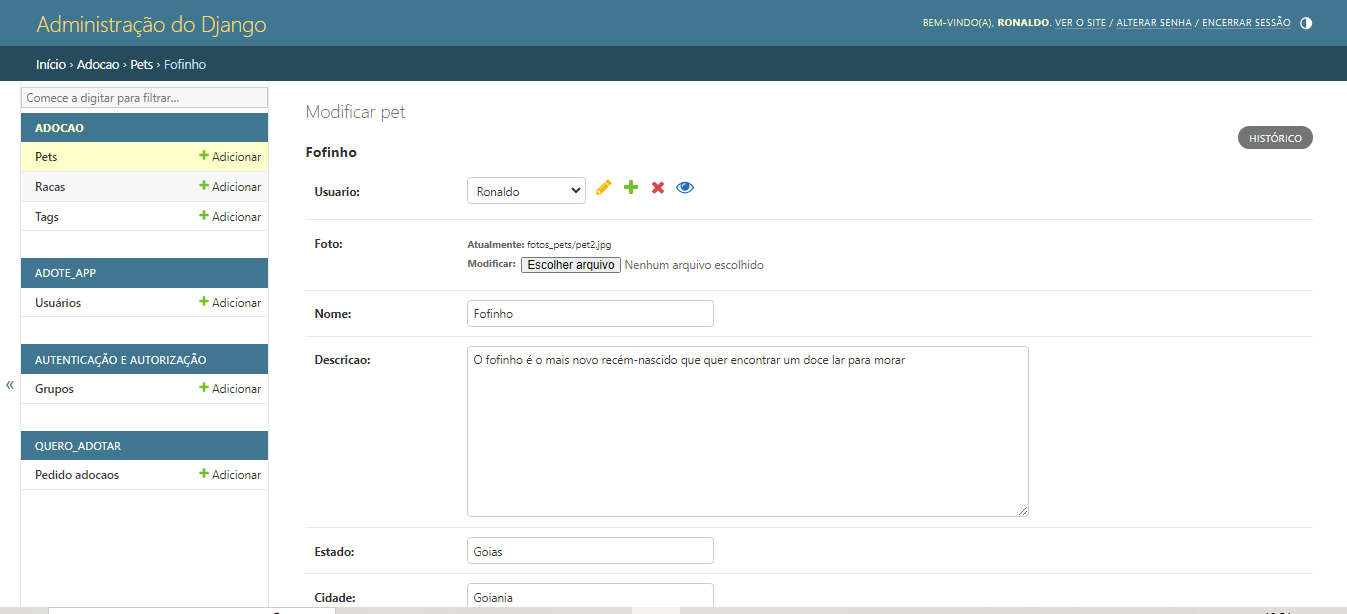 Administração do Django
BEM-VINDO(A), RONALDO. VER O SITE / ALTERAR SENHA / ENCERRAR SESSÃO
Início › Adocao › Pets › Fofinho
Comece a digitar para filtrar...
ADOCAO
Pets Adicionar
Racas Adicionar
Tags Adicionar
ADOTE_APP
Usuários Adicionar
AUTENTICAÇÃO E AUTORIZAÇÃO
Grupos Adicionar
QUERO_ADOTAR
Pedido adocaos Adicionar
«
Modificar pet
HISTÓRICO
Fofinho
Usuario: Ronaldo
Foto: Atualmente: fotos_pets/pet2.jpg
Modificar: Escolher arquivo Nenhum arquivo escolhido
Nome: Fofinho
Descricao: O fofinho é o mais novo recém-nascido que quer encontrar um doce lar para morar
Estado: Goias
Cidade: Goiania